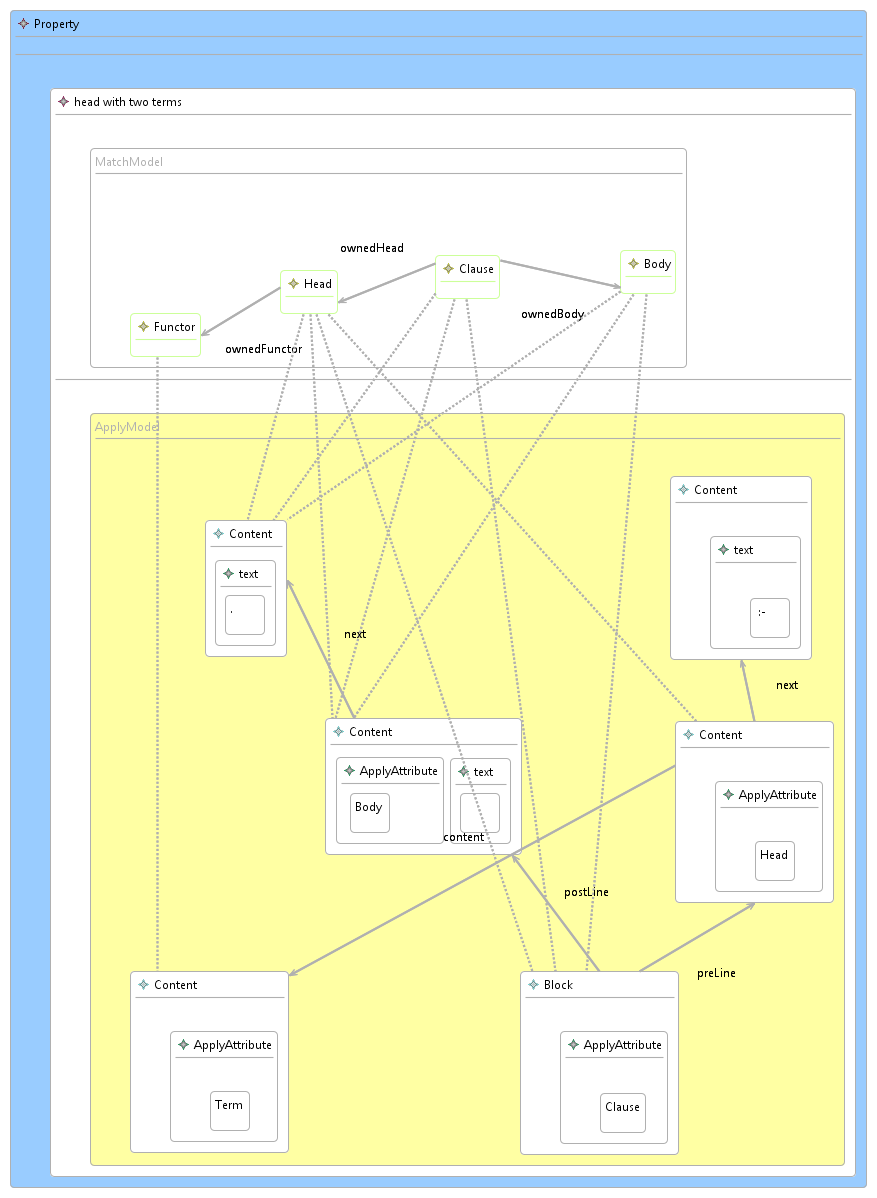 Property
head with two terms
MatchModel
ownedHead
Clause
Body
Head
ownedBody
Functor
ownedFunctor
ApplyModel
Content
text
:-
Content
text
.
next
next
Content
ApplyAttribute
Body
text
content
Content
ApplyAttribute
Head
postLine
preLine
Content
ApplyAttribute
Term
Block
ApplyAttribute
Clause